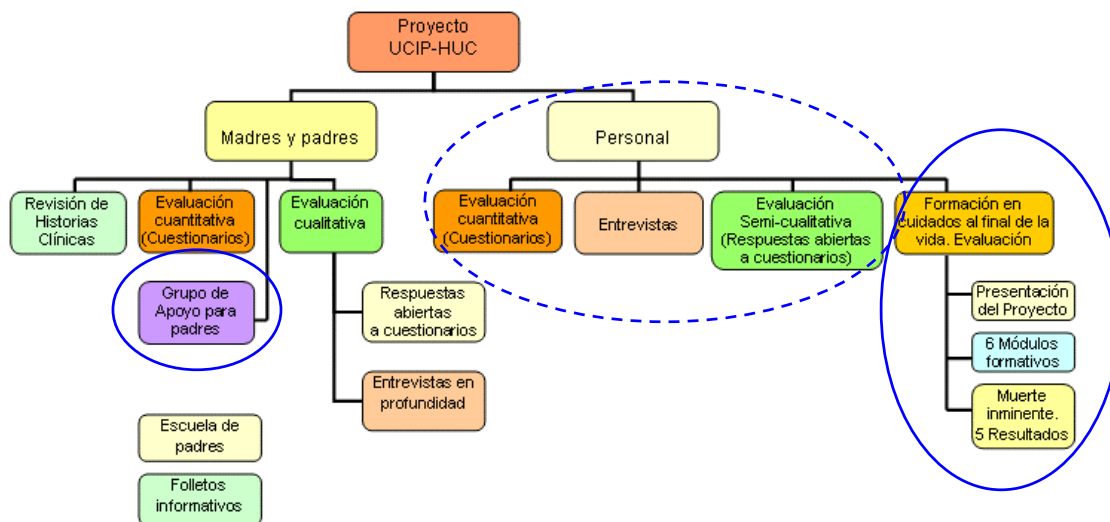 Proyecto
UCIP-HUC
Madres y padres
Personal
Revisión de
Historias
Clínicas
Evaluación
cuantitativa
(Cuestionarios)
Evaluación
cualitativa
Evaluación
cuantitativa
(Cuestionarios)
Entrevistas
Evaluación
Semi-cualitativa
(Respuestas abiertas
a cuestionarios)
Formación en
cuidados al final de la
vida. Evaluación
Grupo de
Apoyo para
padres
Respuestas
abiertas
a cuestionarios
Presentación
del Proyecto
6 Módulos
formativos
Entrevistas en
profundidad
Muerte
inminente.
5 Resultados
Escuela de
padres
Folletos
informativos